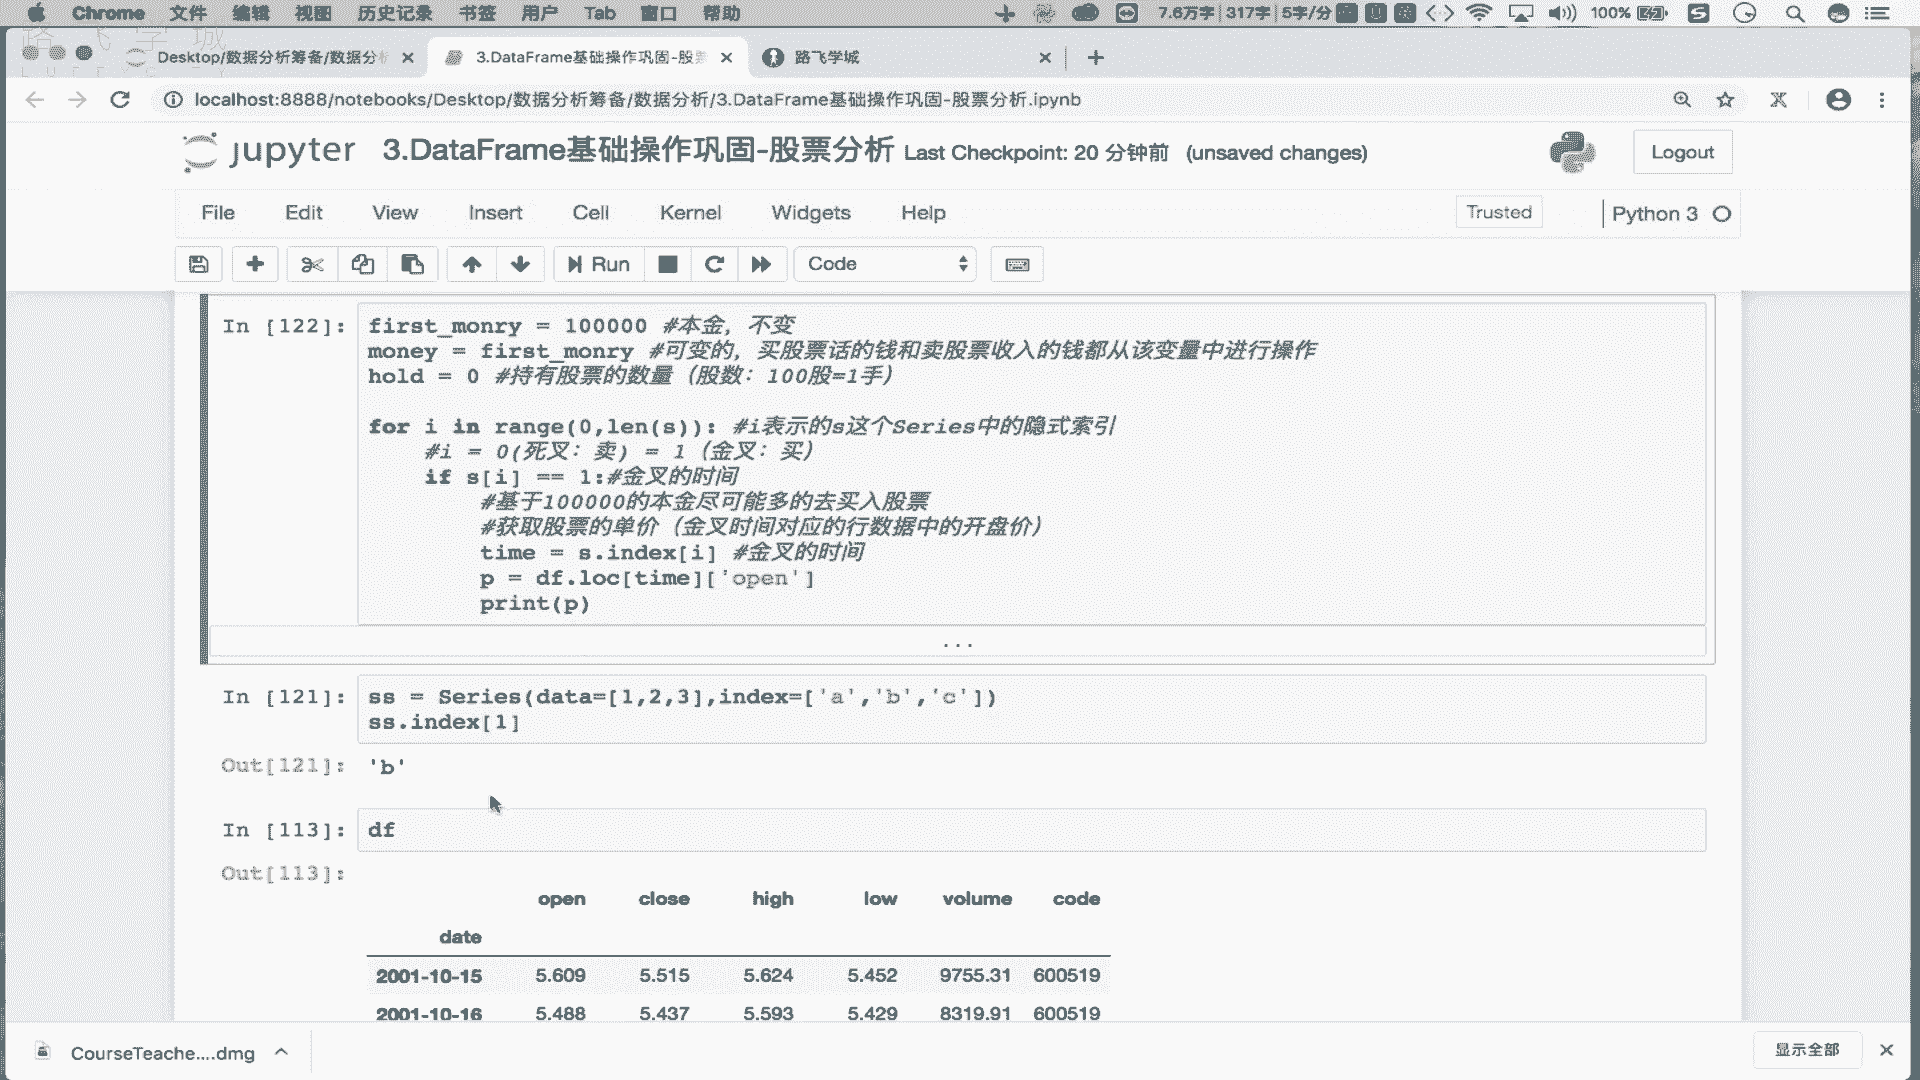 Chrome 文件 编辑 视图 历史记录 书签 用户 Tab 窗口 帮助 7.6万字 317字 5字/分 100%
Desktop/数据分析筹备/数据分析
3.DataFrame基础操作巩固-股票
路飞学城
localhost:8888/notebooks/Desktop/数据分析筹备/数据分析/3.DataFrame基础操作巩固-股票分析.ipynb
jupyter 3.DataFrame基础操作巩固-股票分析 Last Checkpoint: 20 分钟前 (unsaved changes)
Logout
File Edit View Insert Cell Kernel Widgets Help Trusted Python 3
Run Code
In [122]: first_monry = 100000 #本金，不变
money = first_monry #可变的，买股票话的钱和卖股票收入的钱都从该变量中进行操作
hold = 0 #持有股票的数量（股数：100股=1手）
for i in range(0,len(s)): #i表示的s这个Series中的隐式索引
#i = 0(死叉：卖) = 1（金叉：买）
if s[i] == 1:#金叉的时间
#基于100000的本金尽可能多的去买入股票
#获取股票的单价（金叉时间对应的行数据中的开盘价）
time = s.index[i] #金叉的时间
p = df.loc[time]['open']
print(p)
...
In [121]: ss = Series(data=[1,2,3],index=['a','b','c'])
ss.index[1]
Out[121]: 'b'
In [113]: df
Out[113]:
open close high low volume code
date
2001-10-15 5.609 5.515 5.624 5.452 9755.31 600519
2001-10-16 5.488 5.437 5.593 5.429 8319.91 600519
CourseTeache....dmg
显示全部